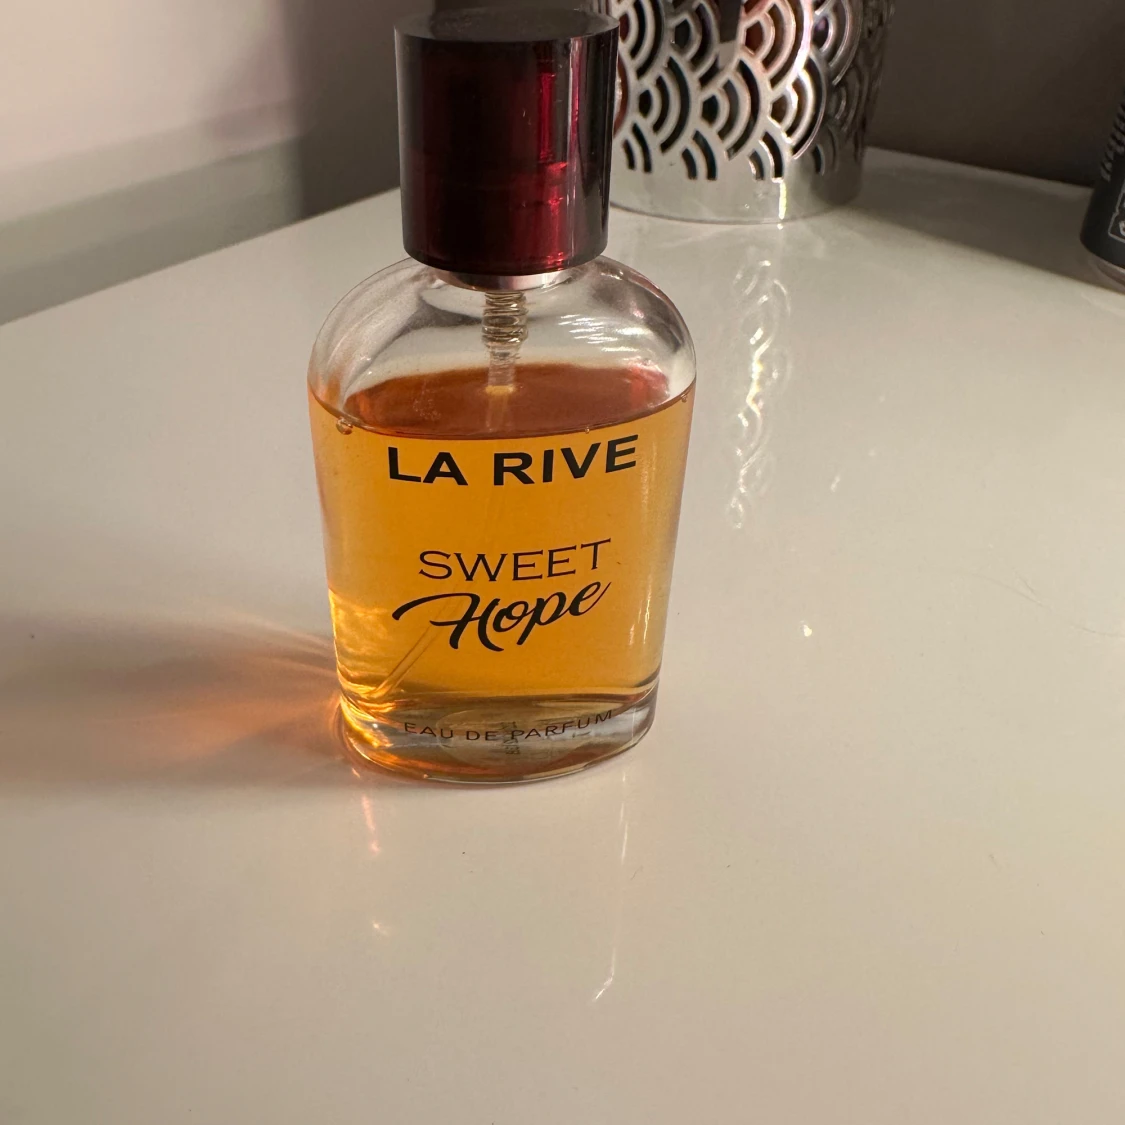 LA RIVE
SWEET
Hope
EAU DE PARFUM